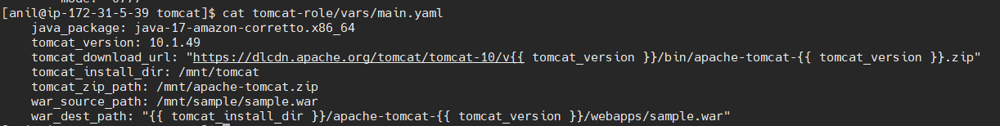 mode: "0777"
[anil@ip-172-31-5-39 tomcat]$ cat tomcat-role/vars/main.yaml
    java_package: java-17-amazon-corretto.x86_64
    tomcat_version: 10.1.49
    tomcat_download_url: "https://dlcdn.apache.org/tomcat/tomcat-10/v{{ tomcat_version }}/bin/apache-tomcat-{{ tomcat_version }}.zip"
    tomcat_install_dir: /mnt/tomcat
    tomcat_zip_path: /mnt/apache-tomcat.zip
    war_source_path: /mnt/sample/sample.war
    war_dest_path: "{{ tomcat_install_dir }}/apache-tomcat-{{ tomcat_version }}/webapps/sample.war"